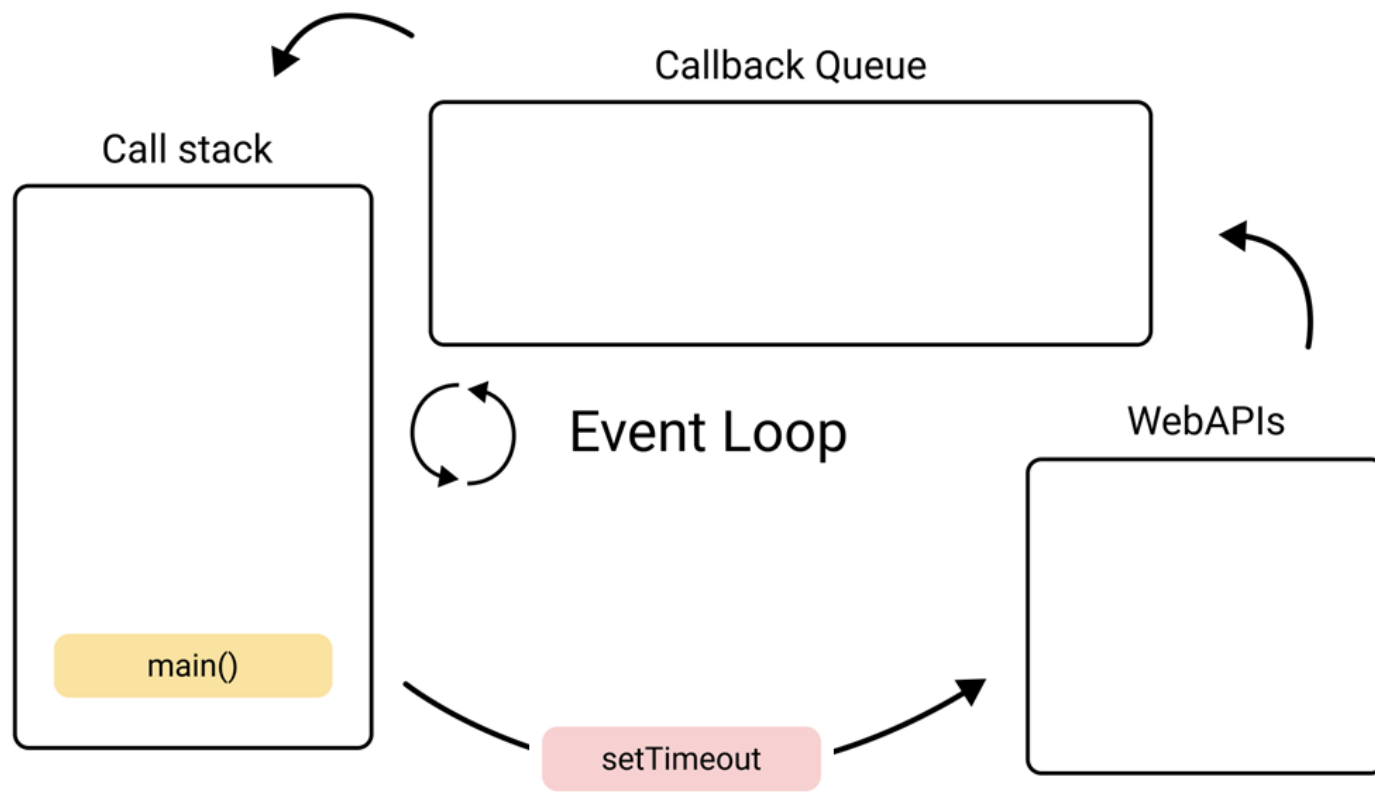 Callback Queue
Call stack
Event Loop
WebAPIs
main()
setTimeout